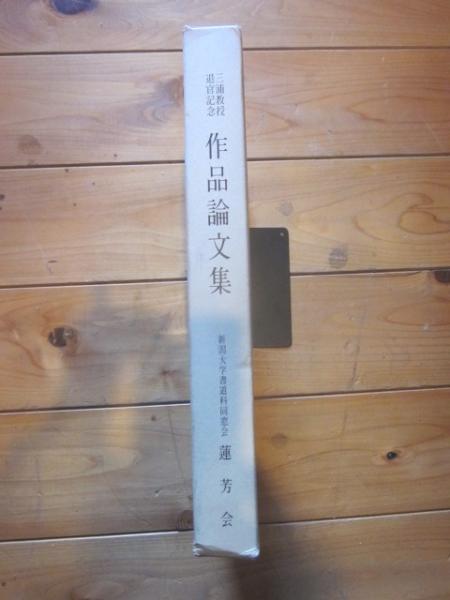 三浦教授
退官記念
作品論文集
新潟大学書道科同窓会
蓮芳会